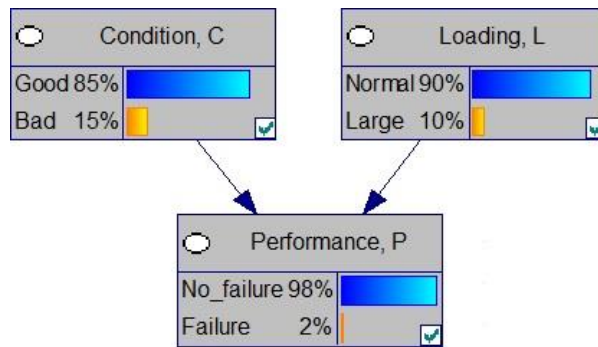 Condition, C
Good 85%
Bad 15%
Loading, L
Normal 90%
Large 10%
Performance, P
No_failure 98%
Failure 2%